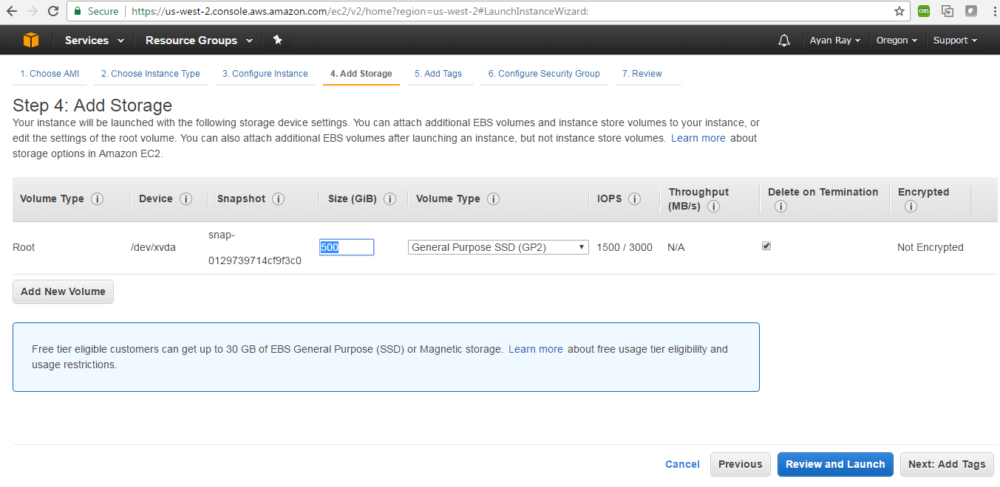 Secure https://us-west-2.console.aws.amazon.com/ec2/v2/home?region=us-west-2#LaunchInstanceWizard:
CORS
Services Resource Groups Ayan Ray Oregon Support
1. Choose AMI 2. Choose Instance Type 3. Configure Instance 4. Add Storage 5. Add Tags 6. Configure Security Group 7. Review
Step 4: Add Storage
Your instance will be launched with the following storage device settings. You can attach additional EBS volumes and instance store volumes to your instance, or
edit the settings of the root volume. You can also attach additional EBS volumes after launching an instance, but not instance store volumes. Learn more about
storage options in Amazon EC2.
Volume Type i Device i Snapshot i Size (GiB) i Volume Type i IOPS i Throughput (MB/s) i Delete on Termination i Encrypted i
Root /dev/xvda snap-0129739714cf9f3c0 500 General Purpose SSD (GP2) 1500 / 3000 N/A Not Encrypted
Add New Volume
Free tier eligible customers can get up to 30 GB of EBS General Purpose (SSD) or Magnetic storage. Learn more about free usage tier eligibility and
usage restrictions.
Cancel Previous Review and Launch Next: Add Tags